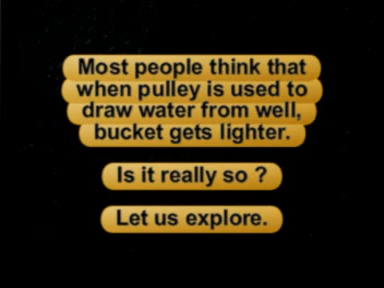 Most people think that
when pulley is used to
draw water from well,
bucket gets lighter.
Is it really so ?
Let us explore.